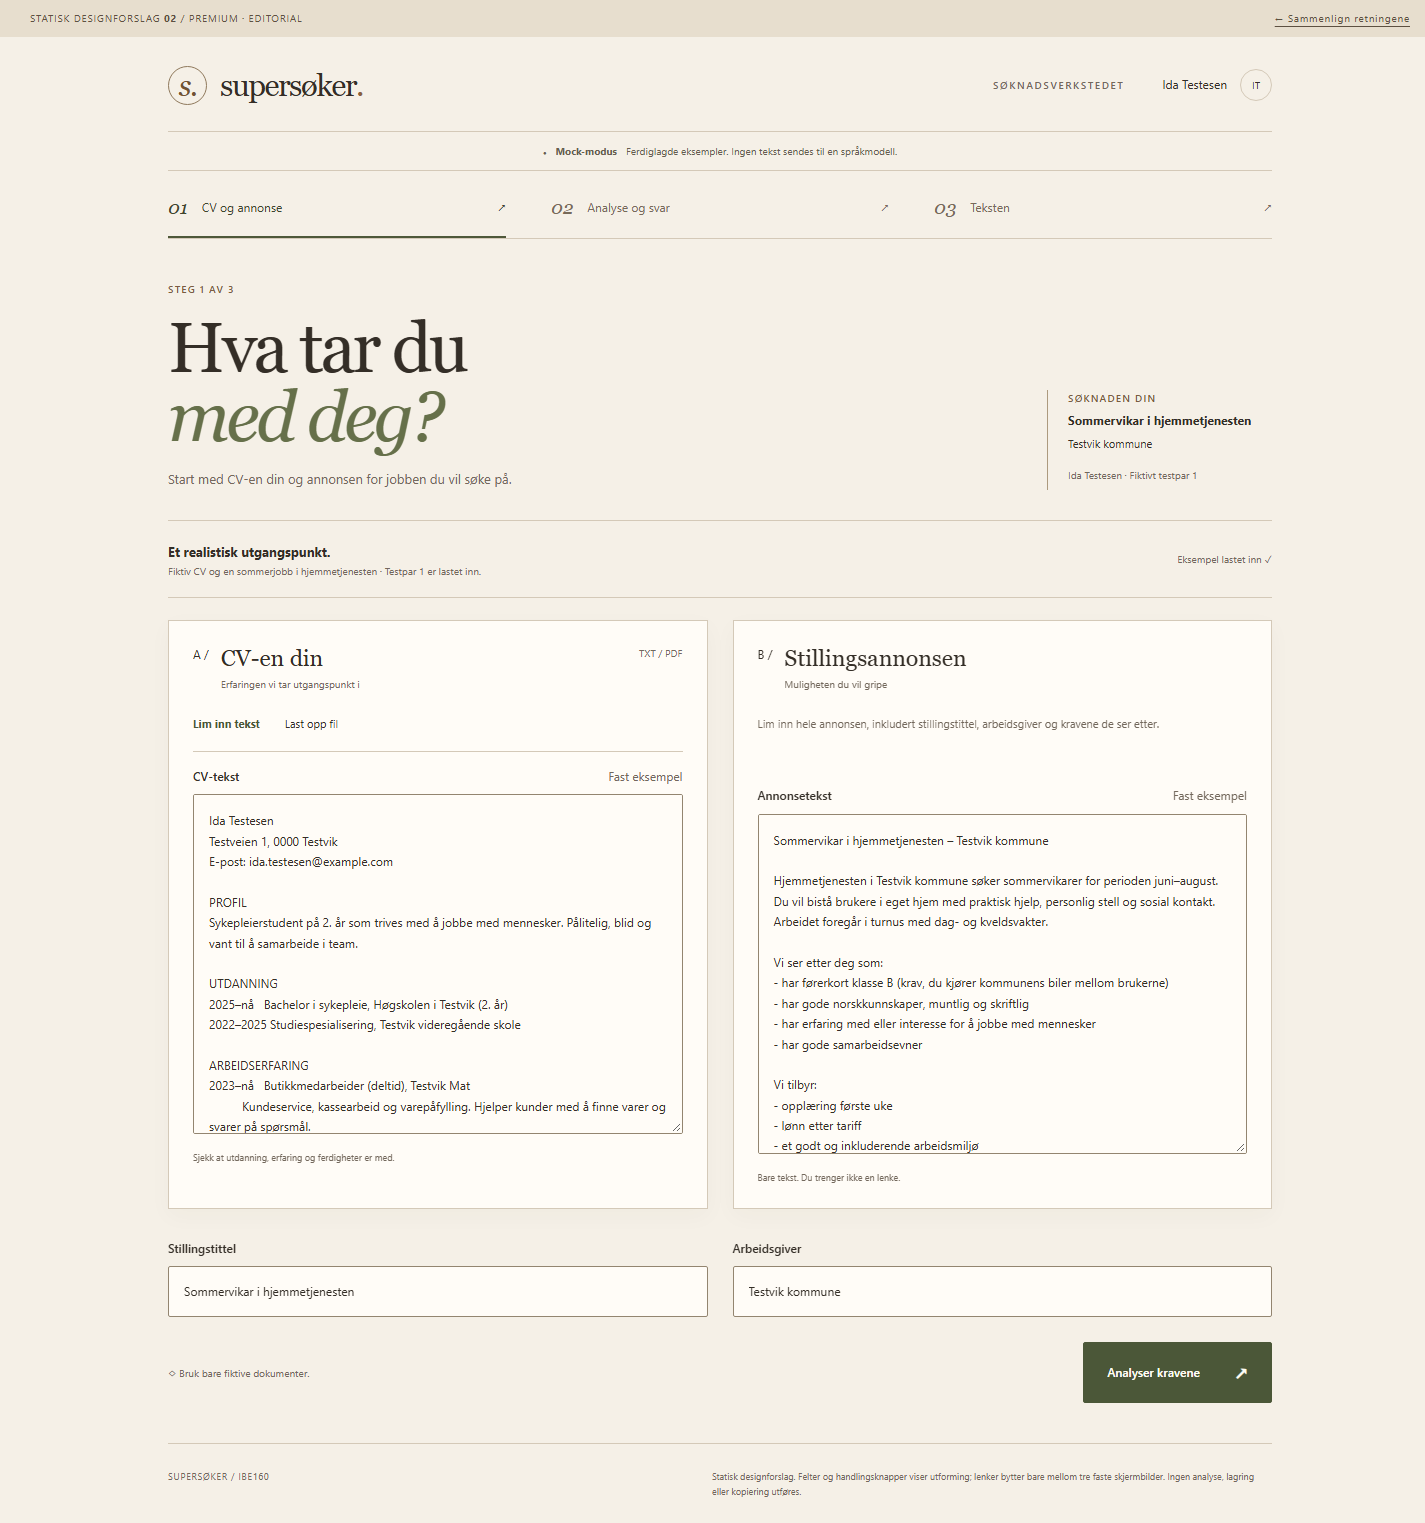 STATISK DESIGNFORSLAG 02 / PREMIUM · EDITORIAL
← Sammenlign retningene
s. supersøker.
SØKNADSVERKSTEDET
Ida Testesen
IT
• Mock-modus Ferdiglagde eksempler. Ingen tekst sendes til en språkmodell.
01 CV og annonse ↗
02 Analyse og svar ↗
03 Teksten ↗
STEG 1 AV 3
Hva tar du
med deg?
Start med CV-en din og annonsen for jobben du vil søke på.
SØKNADEN DIN
Sommervikar i hjemmetjenesten
Testvik kommune
Ida Testesen · Fiktivt testpar 1
Et realistisk utgangspunkt.
Fiktiv CV og en sommerjobb i hjemmetjenesten · Testpar 1 er lastet inn.
Eksempel lastet inn ✓
A / CV-en din
TXT / PDF
Erfaringen vi tar utgangspunkt i
Lim inn tekst
Last opp fil
CV-tekst
Fast eksempel
Ida Testesen
Testveien 1, 0000 Testvik
E-post: ida.testesen@example.com
PROFIL
Sykepleierstudent på 2. år som trives med å jobbe med mennesker. Pålitelig, blid og
vant til å samarbeide i team.
UTDANNING
2025–nå Bachelor i sykepleie, Høgskolen i Testvik (2. år)
2022–2025 Studiespesialisering, Testvik videregående skole
ARBEIDSERFARING
2023–nå Butikkmedarbeider (deltid), Testvik Mat
Kundeservice, kassearbeid og varepåfylling. Hjelper kunder med å finne varer og
svarer på spørsmål.
Sjekk at utdanning, erfaring og ferdigheter er med.
B / Stillingsannonsen
Muligheten du vil gripe
Lim inn hele annonsen, inkludert stillingstittel, arbeidsgiver og kravene de ser etter.
Annonsetekst
Fast eksempel
Sommervikar i hjemmetjenesten – Testvik kommune
Hjemmetjenesten i Testvik kommune søker sommervikarer for perioden juni–august.
Du vil bistå brukere i eget hjem med praktisk hjelp, personlig stell og sosial kontakt.
Arbeidet foregår i turnus med dag- og kveldsvakter.
Vi ser etter deg som:
- har førerkort klasse B (krav, du kjører kommunens biler mellom brukerne)
- har gode norskkunnskaper, muntlig og skriftlig
- har erfaring med eller interesse for å jobbe med mennesker
- har gode samarbeidsevner
Vi tilbyr:
- opplæring første uke
- lønn etter tariff
- et godt og inkluderende arbeidsmiljø
Bare tekst. Du trenger ikke en lenke.
Stillingstittel
Sommervikar i hjemmetjenesten
Arbeidsgiver
Testvik kommune
◇ Bruk bare fiktive dokumenter.
Analyser kravene ↗
SUPERSØKER / IBE160
Statisk designforslag. Felter og handlingsknapper viser utforming; lenker bytter bare mellom tre faste skjermbilder. Ingen analyse, lagring
eller kopiering utføres.